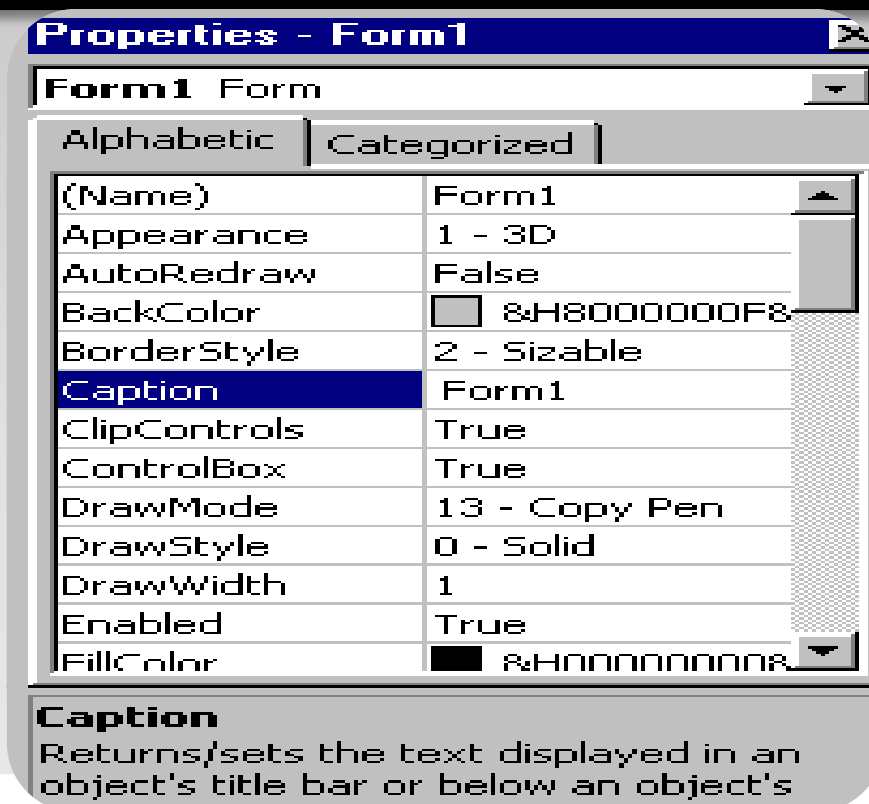 Properties - Form1
Form1 Form
Alphabetic Categorized
(Name) Form1
Appearance 1 - 3D
AutoRedraw False
BackColor &H8000000F&
BorderStyle 2 - Sizable
Caption Form1
ClipControls True
ControlBox True
DrawMode 13 - Copy Pen
DrawStyle 0 - Solid
DrawWidth 1
Enabled True
FillColor &H00000000&
Caption
Returns/sets the text displayed in an
object's title bar or below an object's